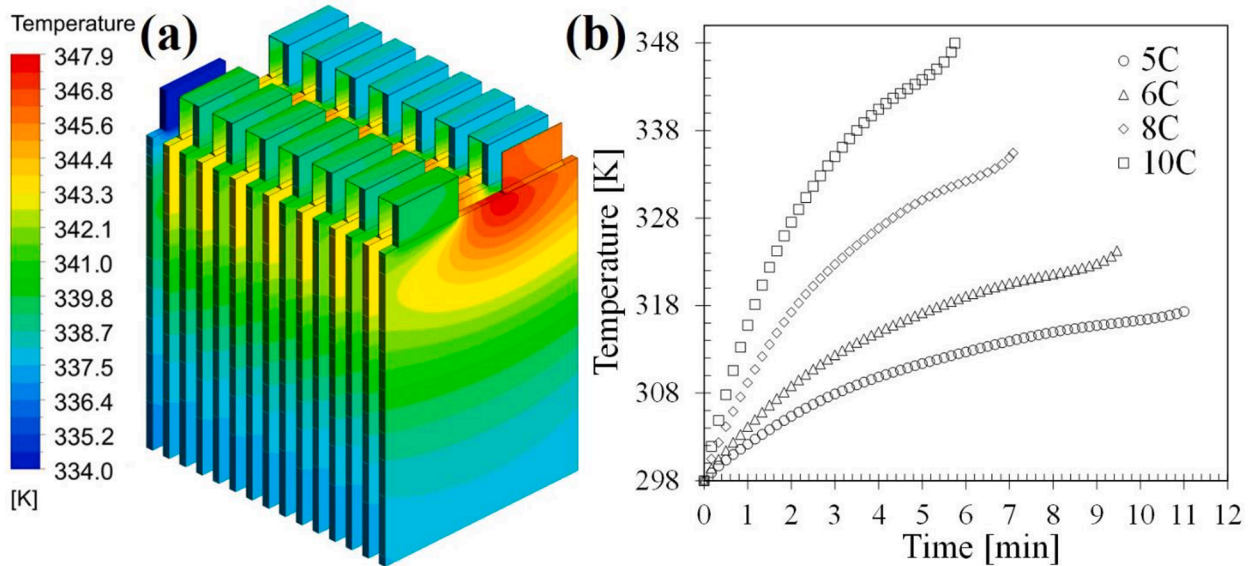 Temperature
(a)
347.9
346.8
345.6
344.4
343.3
342.1
341.0
339.8
338.7
337.5
336.4
335.2
334.0
[K]
(b)
Temperature [K]
348
338
328
318
308
298
0 1 2 3 4 5 6 7 8 9 10 11 12
Time [min]
5C
6C
8C
10C